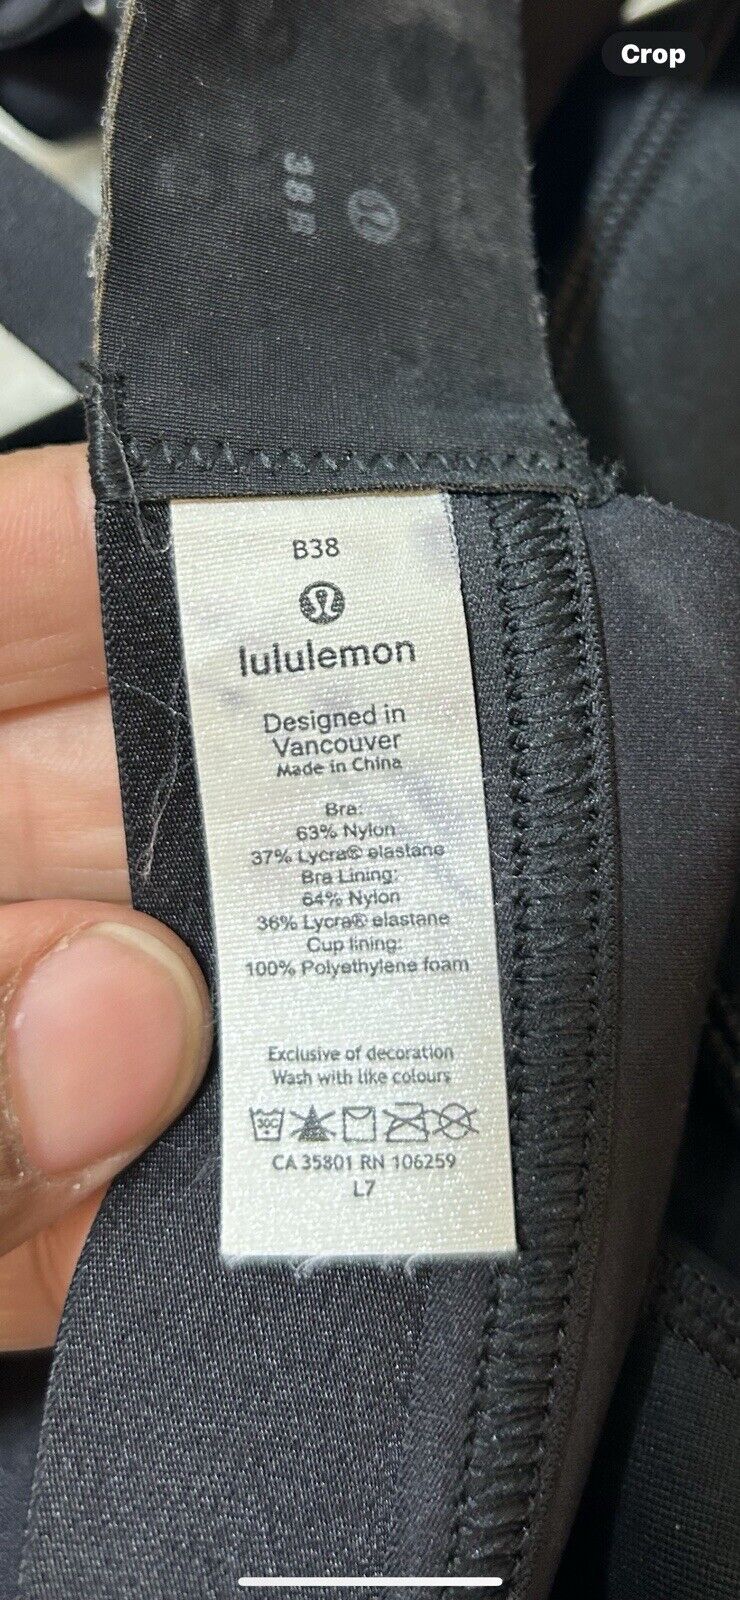 Crop
38B
B38
lululemon
Designed in
Vancouver
Made in China
Bra:
63% Nylon
37% Lycra® elastane
Bra Lining:
64% Nylon
36% Lycra® elastane
Cup lining:
100% Polyethylene foam
Exclusive of decoration
Wash with like colours
30C
CA 35801 RN 106259
L7